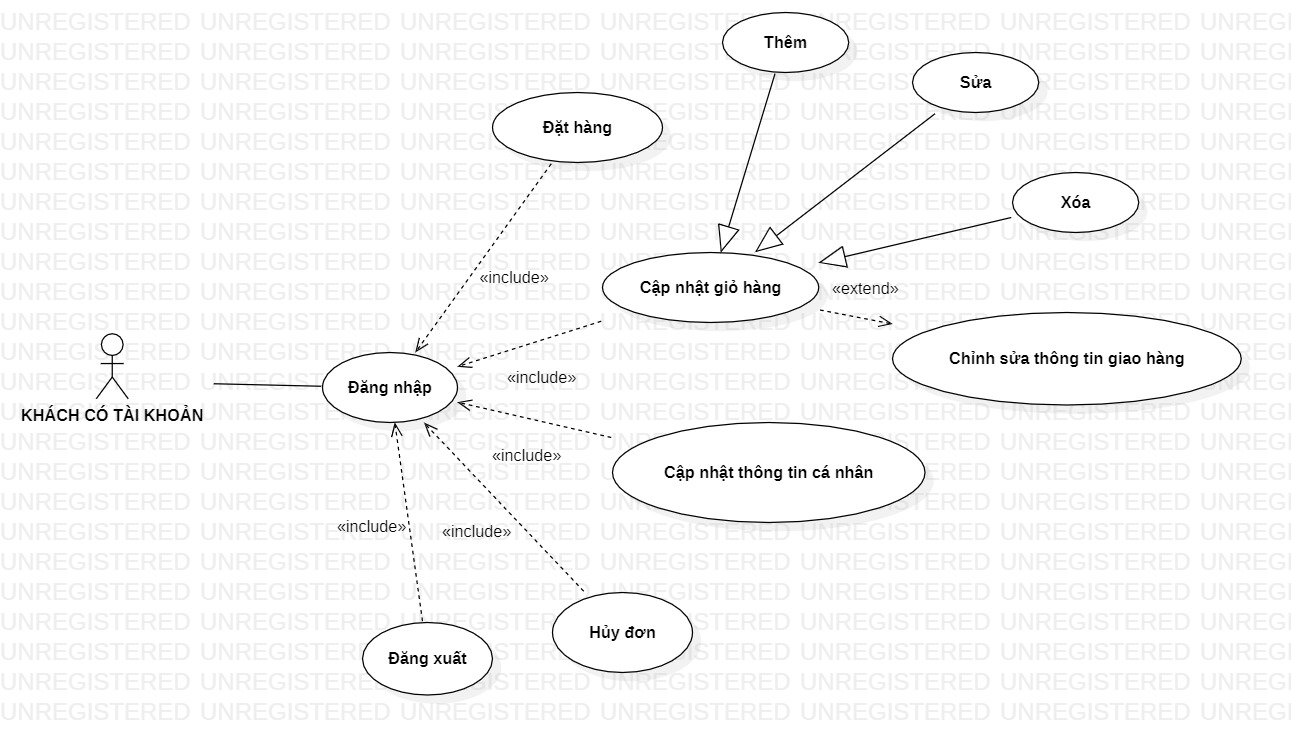 UNREGISTERED
Thêm
Sửa
Đặt hàng
Xóa
«include»
Cập nhật giỏ hàng
«extend»
Chỉnh sửa thông tin giao hàng
«include»
Đăng nhập
KHÁCH CÓ TÀI KHOẢN
«include»
Cập nhật thông tin cá nhân
«include»
«include»
Hủy đơn
Đăng xuất